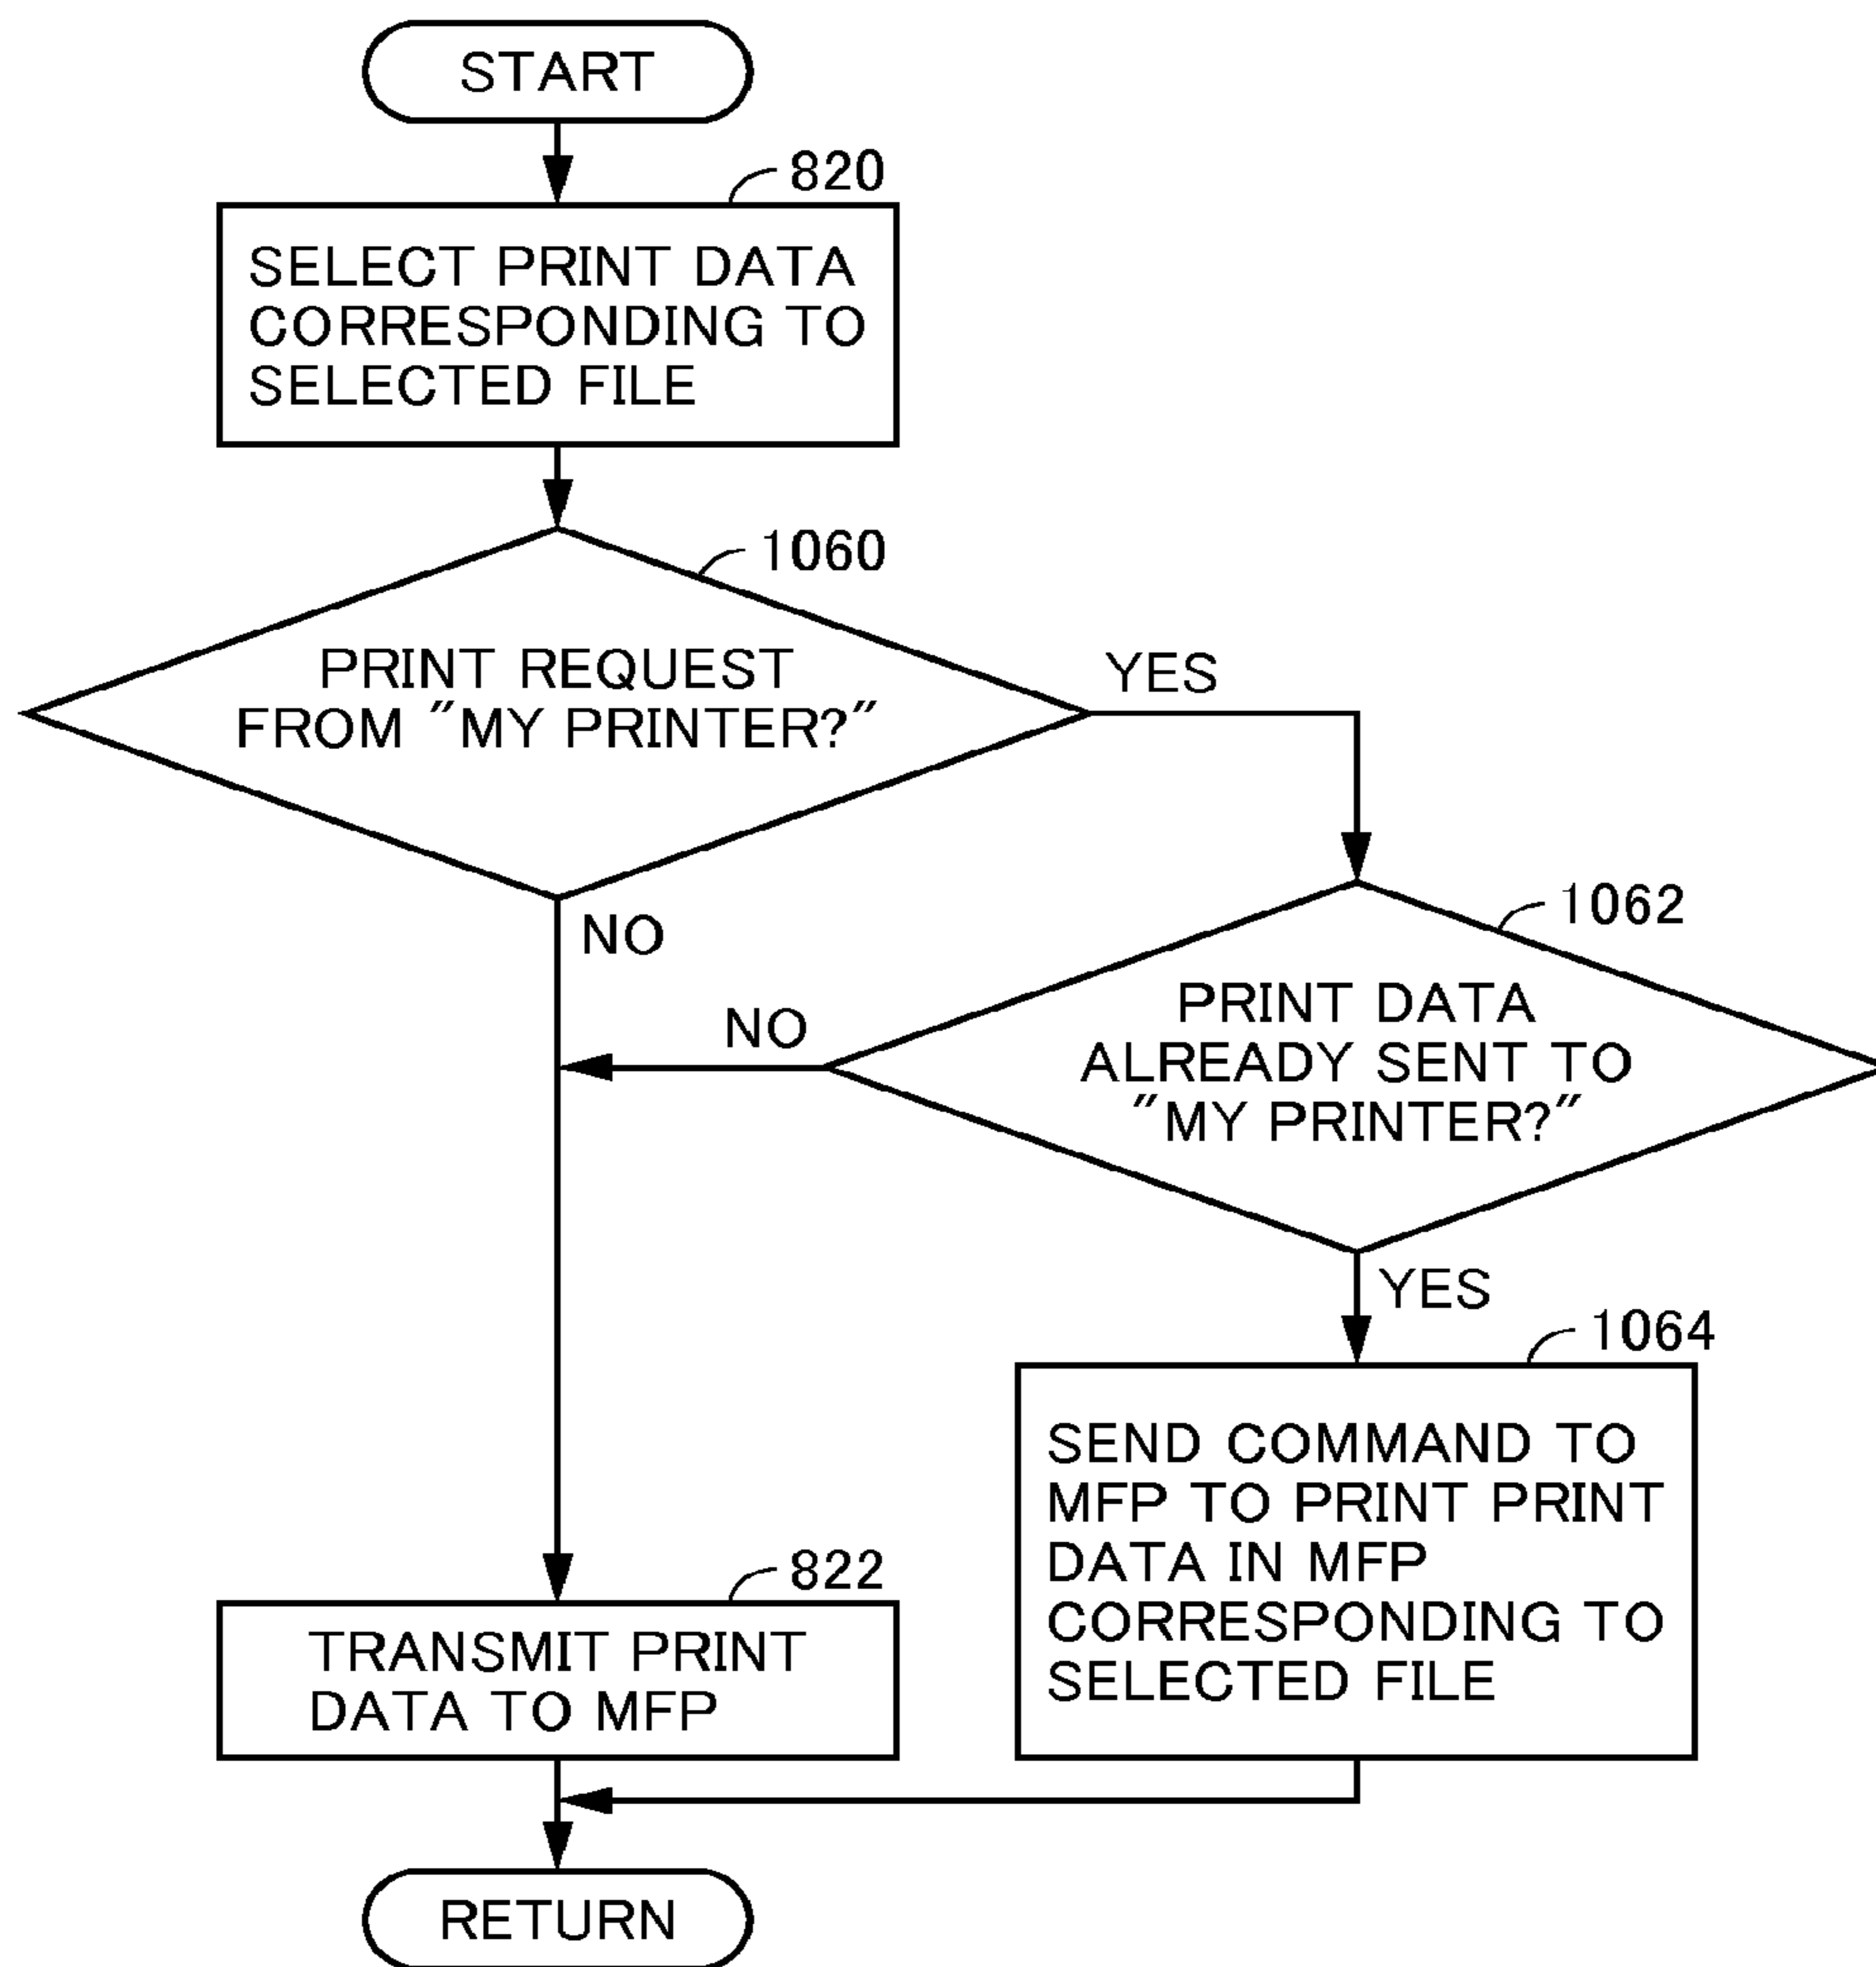 START
820
SELECT PRINT DATA
CORRESPONDING TO
SELECTED FILE
1060
PRINT REQUEST
FROM "MY PRINTER?"
YES
NO
1062
PRINT DATA
ALREADY SENT TO
"MY PRINTER?"
NO
YES
1064
SEND COMMAND TO
MFP TO PRINT PRINT
DATA IN MFP
CORRESPONDING TO
SELECTED FILE
822
TRANSMIT PRINT
DATA TO MFP
RETURN